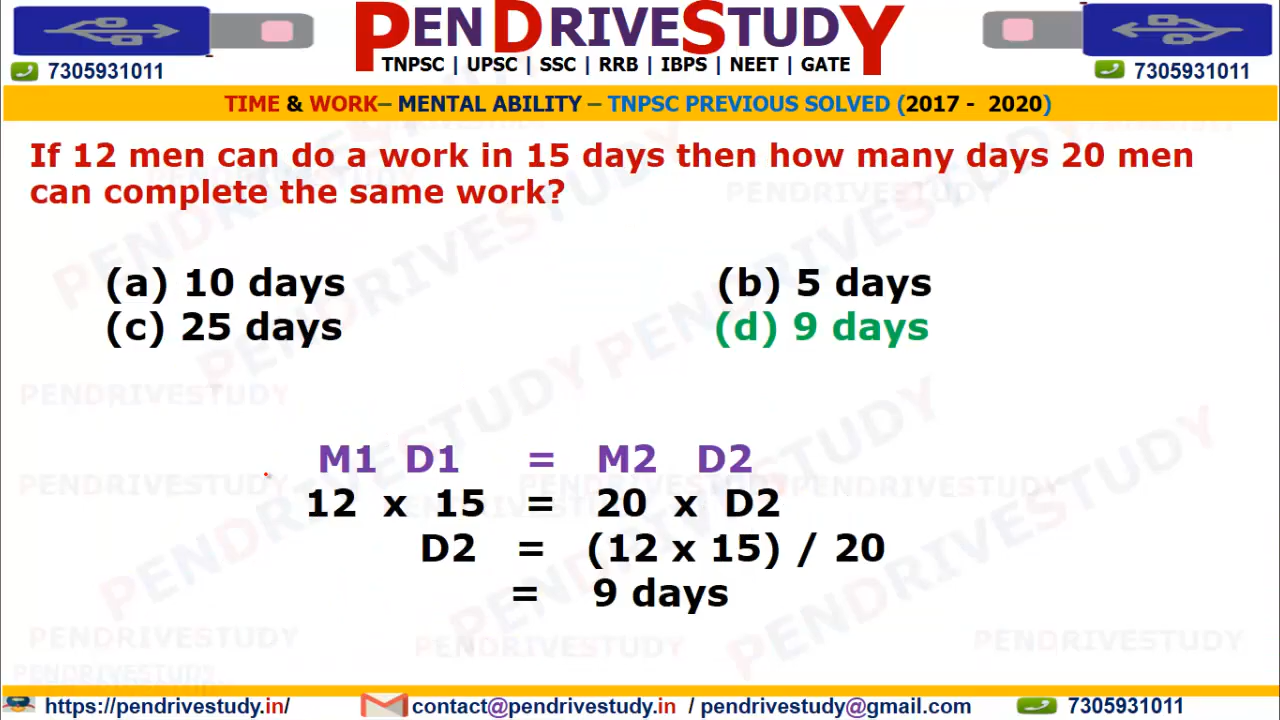 PENDRIVESTUDY
TNPSC | UPSC | SSC | RRB | IBPS | NEET | GATE
7305931011
7305931011
TIME & WORK– MENTAL ABILITY – TNPSC PREVIOUS SOLVED (2017 - 2020)
If 12 men can do a work in 15 days then how many days 20 men
can complete the same work?
(a) 10 days (b) 5 days
(c) 25 days (d) 9 days
M1 D1 = M2 D2
12 x 15 = 20 x D2
D2 = (12 x 15) / 20
= 9 days
https://pendrivestudy.in/ contact@pendrivestudy.in / pendrivestudy@gmail.com 7305931011